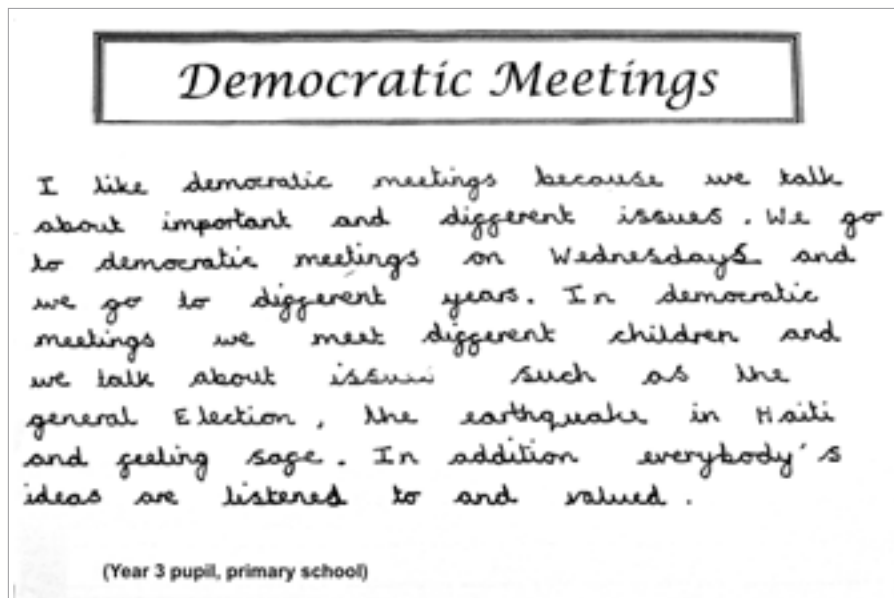 Democratic Meetings
I like democratic meetings because we talk
about important and different issues. We go
to democratic meetings on Wednesdays and
we go to different years. In democratic
meetings we meet different children and
we talk about issues such as the
general Election, the earthquake in Haiti
and feeling safe. In addition everybody's
ideas are listened to and valued.
(Year 3 pupil, primary school)